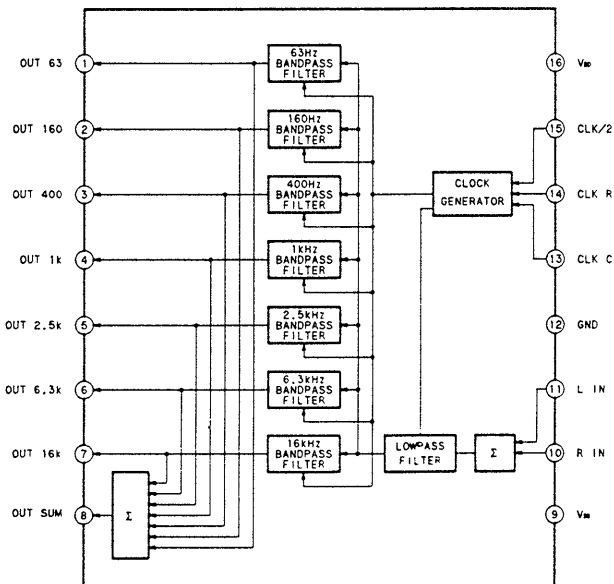 OUT 63
1
63Hz
BANDPASS
FILTER
16
OUT 160
2
160Hz
BANDPASS
FILTER
15
CLK/2
OUT 400
3
400Hz
BANDPASS
FILTER
CLOCK
GENERATOR
14
CLK R
OUT 1k
4
1kHz
BANDPASS
FILTER
13
CLK C
OUT 2.5k
5
2.5kHz
BANDPASS
FILTER
12
GND
OUT 6.3k
6
6.3kHz
BANDPASS
FILTER
11
L IN
OUT 16k
7
16kHz
BANDPASS
FILTER
LOWPASS
FILTER
Σ
10
R IN
OUT SUM
8
Σ
9